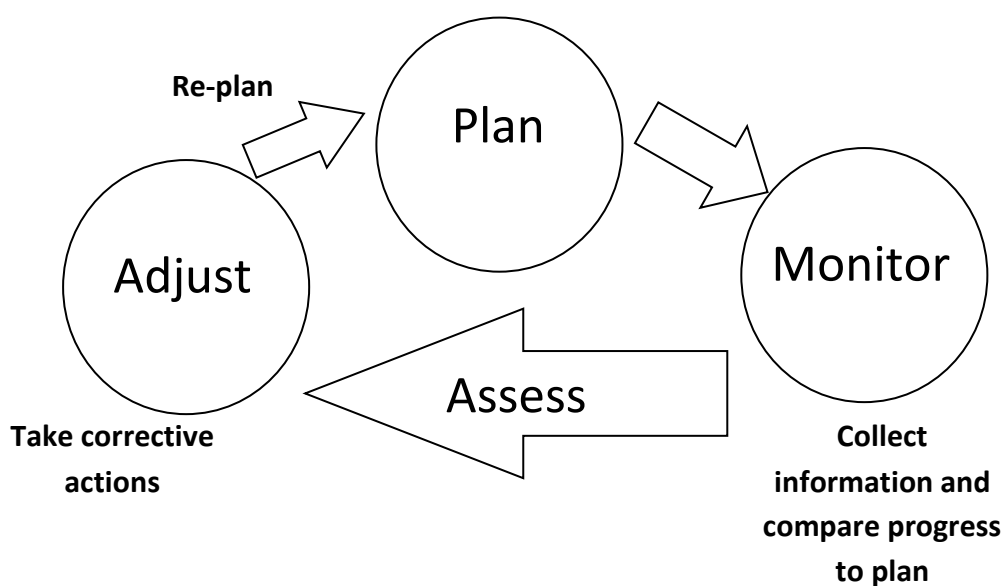 Re-plan
Plan
Adjust
Monitor
Assess
Take corrective
actions
Collect
information and
compare progress
to plan